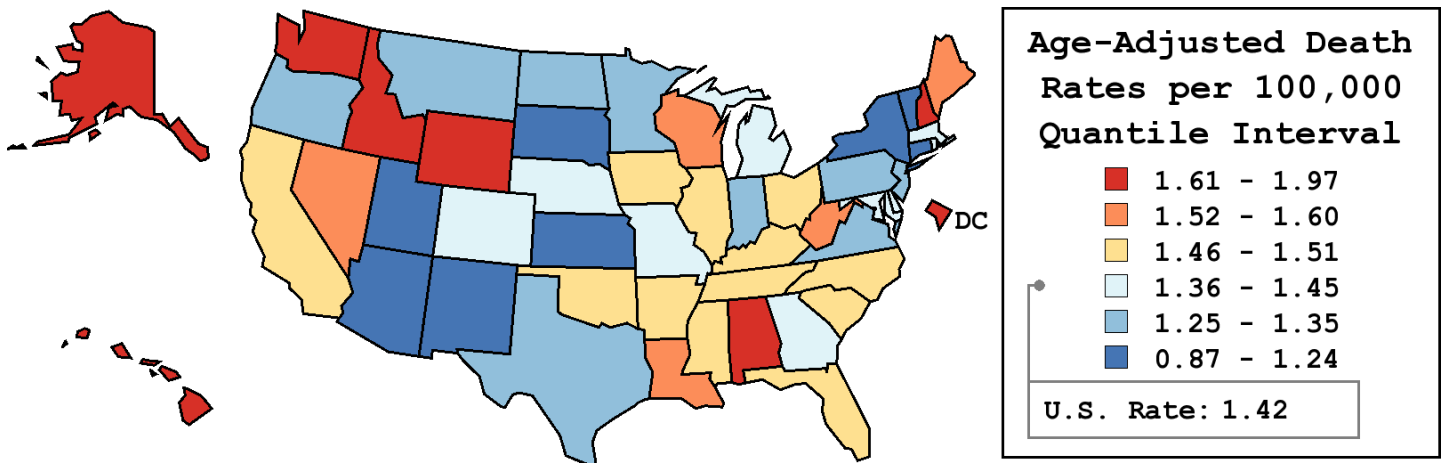 Age-Adjusted Death
Rates per 100,000
Quantile Interval
1.61 - 1.97
1.52 - 1.60
1.46 - 1.51
1.36 - 1.45
1.25 - 1.35
0.87 - 1.24
U.S. Rate: 1.42
DC